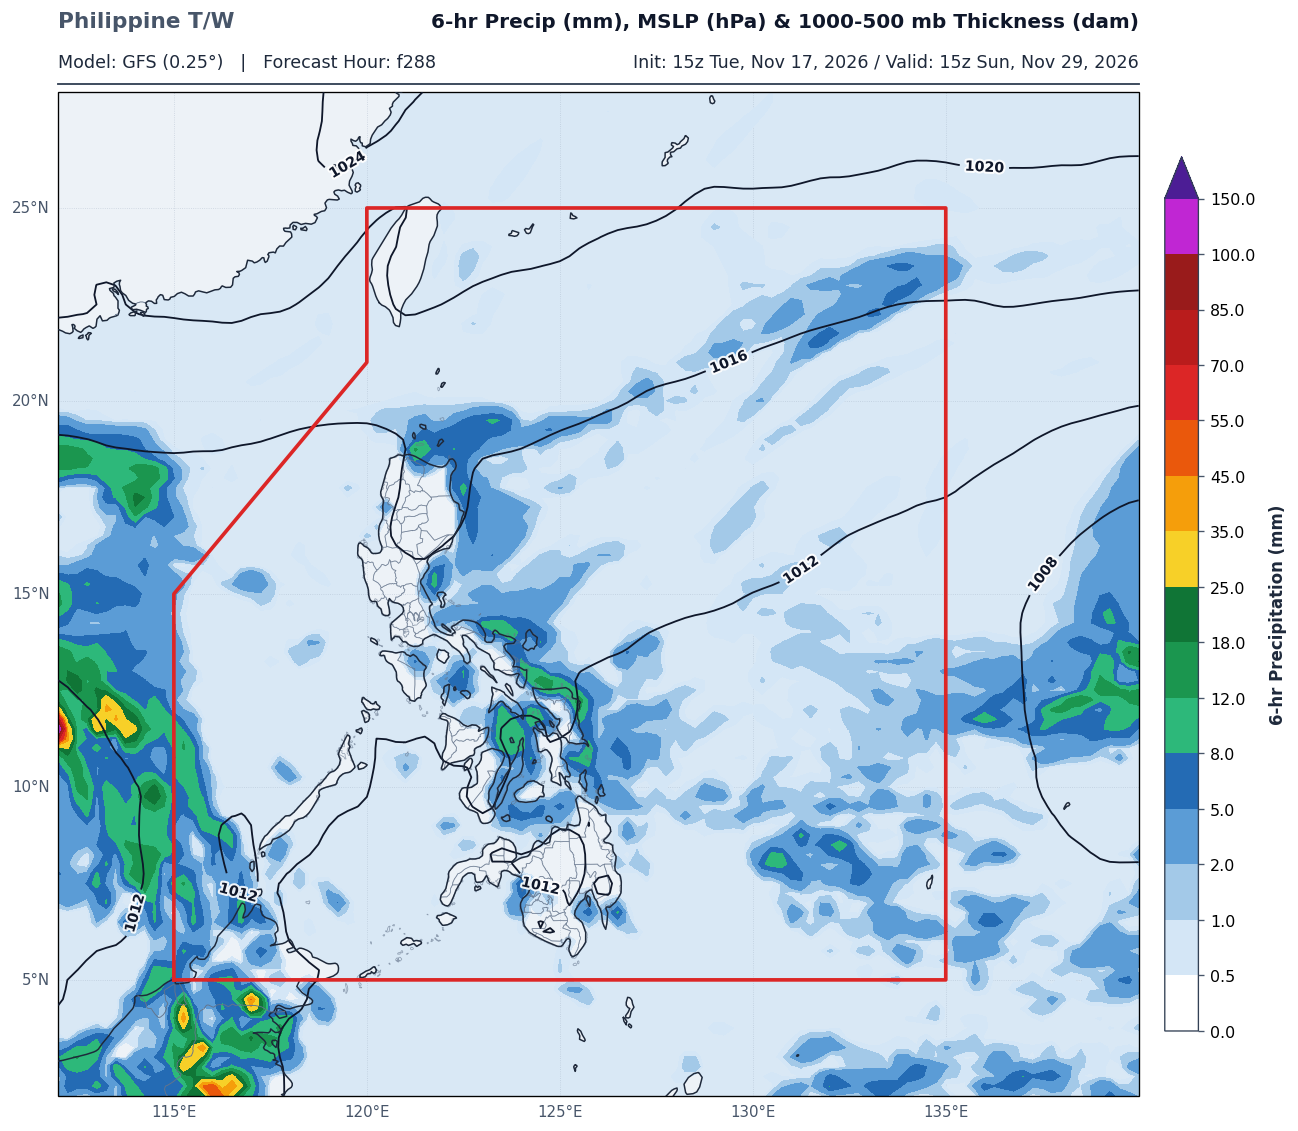 Philippine T/W
6-hr Precip (mm), MSLP (hPa) & 1000-500 mb Thickness (dam)
Model: GFS (0.25°) | Forecast Hour: f288
Init: 15z Tue, Nov 17, 2026 / Valid: 15z Sun, Nov 29, 2026
1024
1020
1016
1012
1008
1012
1012
1012
25°N
20°N
15°N
10°N
5°N
115°E
120°E
125°E
130°E
135°E
150.0
100.0
85.0
70.0
55.0
45.0
35.0
25.0
18.0
12.0
8.0
5.0
2.0
1.0
0.5
0.0
6-hr Precipitation (mm)